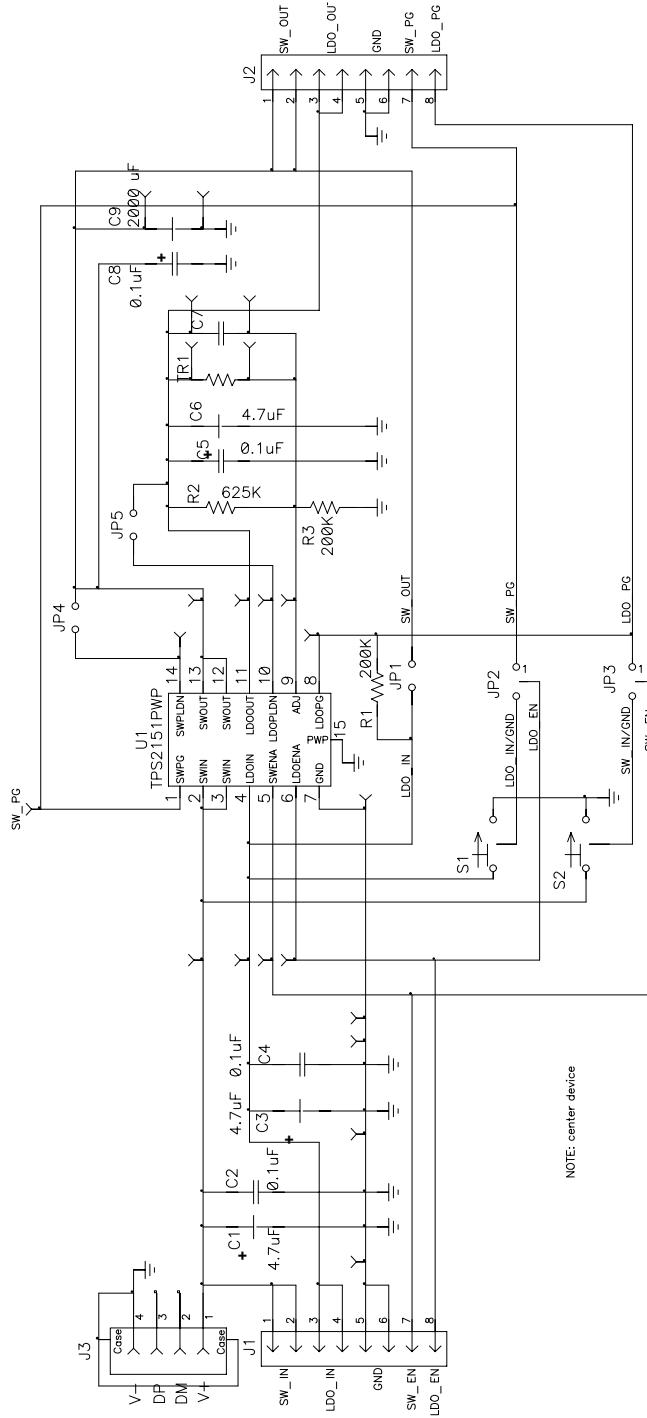 J3
Case
V-
DP
DM
V+
4
3
2
1
Case
J1
SW_IN
LDO_IN
GND
SW_EN
LDO_EN
1
2
3
4
5
6
7
8
C1
4.7uF
+
C2
0.1uF
C3
4.7uF
+
C4
0.1uF
NOTE: center device
SW_PG
U1
TPS2151PWP
1
2
3
4
5
6
7
SWPG
SWIN
SWIN
LDOIN
SWENA
LDOENA
GND
SWPLDN
SWOUT
SWOUT
LDOOUT
LDOPLDN
ADJ
LDOPG
PWP
14
13
12
11
10
9
8
15
JP4
JP5
R2
625K
R3
200K
C5
+
0.1uF
C6
4.7uF
TR1
C7
C8
0.1uF
+
C9
2000 uF
J2
1
2
3
4
5
6
7
8
SW_OUT
LDO_OUT
GND
SW_PG
LDO_PG
R1
200K
JP1
LDO_IN
SW_OUT
S1
JP2
1
LDO_IN/GND
LDO_EN
SW_PG
S2
JP3
1
SW_IN/GND
LDO_PG